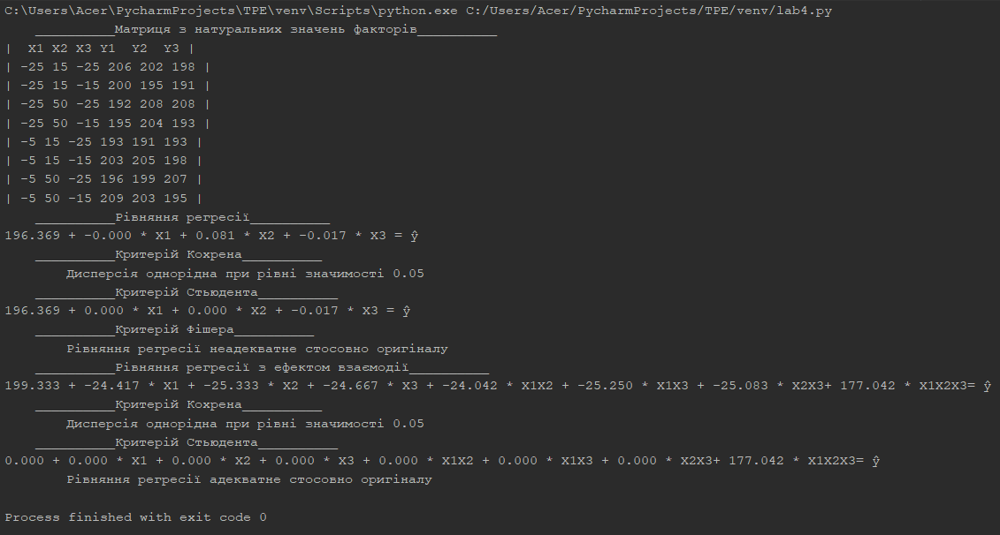 C:\Users\Acer\PycharmProjects\TPE\venv\Scripts\python.exe C:/Users/Acer/PycharmProjects/TPE/venv/lab4.py
__________Матриця з натуральних значень факторів__________
|  X1 X2 X3 Y1  Y2  Y3 |
| -25 15 -25 206 202 198 |
| -25 15 -15 200 195 191 |
| -25 50 -25 192 208 208 |
| -25 50 -15 195 204 193 |
| -5 15 -25 193 191 193 |
| -5 15 -15 203 205 198 |
| -5 50 -25 196 199 207 |
| -5 50 -15 209 203 195 |
__________Рівняння регресії__________
196.369 + -0.000 * X1 + 0.081 * X2 + -0.017 * X3 = ŷ
__________Критерій Кохрена__________
Дисперсія однорідна при рівні значимості 0.05
__________Критерій Стьюдента__________
196.369 + 0.000 * X1 + 0.000 * X2 + -0.017 * X3 = ŷ
__________Критерій Фішера__________
Рівняння регресії неадекватне стосовно оригіналу
__________Рівняння регресії з ефектом взаємодії__________
199.333 + -24.417 * X1 + -25.333 * X2 + -24.667 * X3 + -24.042 * X1X2 + -25.250 * X1X3 + -25.083 * X2X3+ 177.042 * X1X2X3= ŷ
__________Критерій Кохрена__________
Дисперсія однорідна при рівні значимості 0.05
__________Критерій Стьюдента__________
0.000 + 0.000 * X1 + 0.000 * X2 + 0.000 * X3 + 0.000 * X1X2 + 0.000 * X1X3 + 0.000 * X2X3+ 177.042 * X1X2X3= ŷ
Рівняння регресії адекватне стосовно оригіналу
Process finished with exit code 0